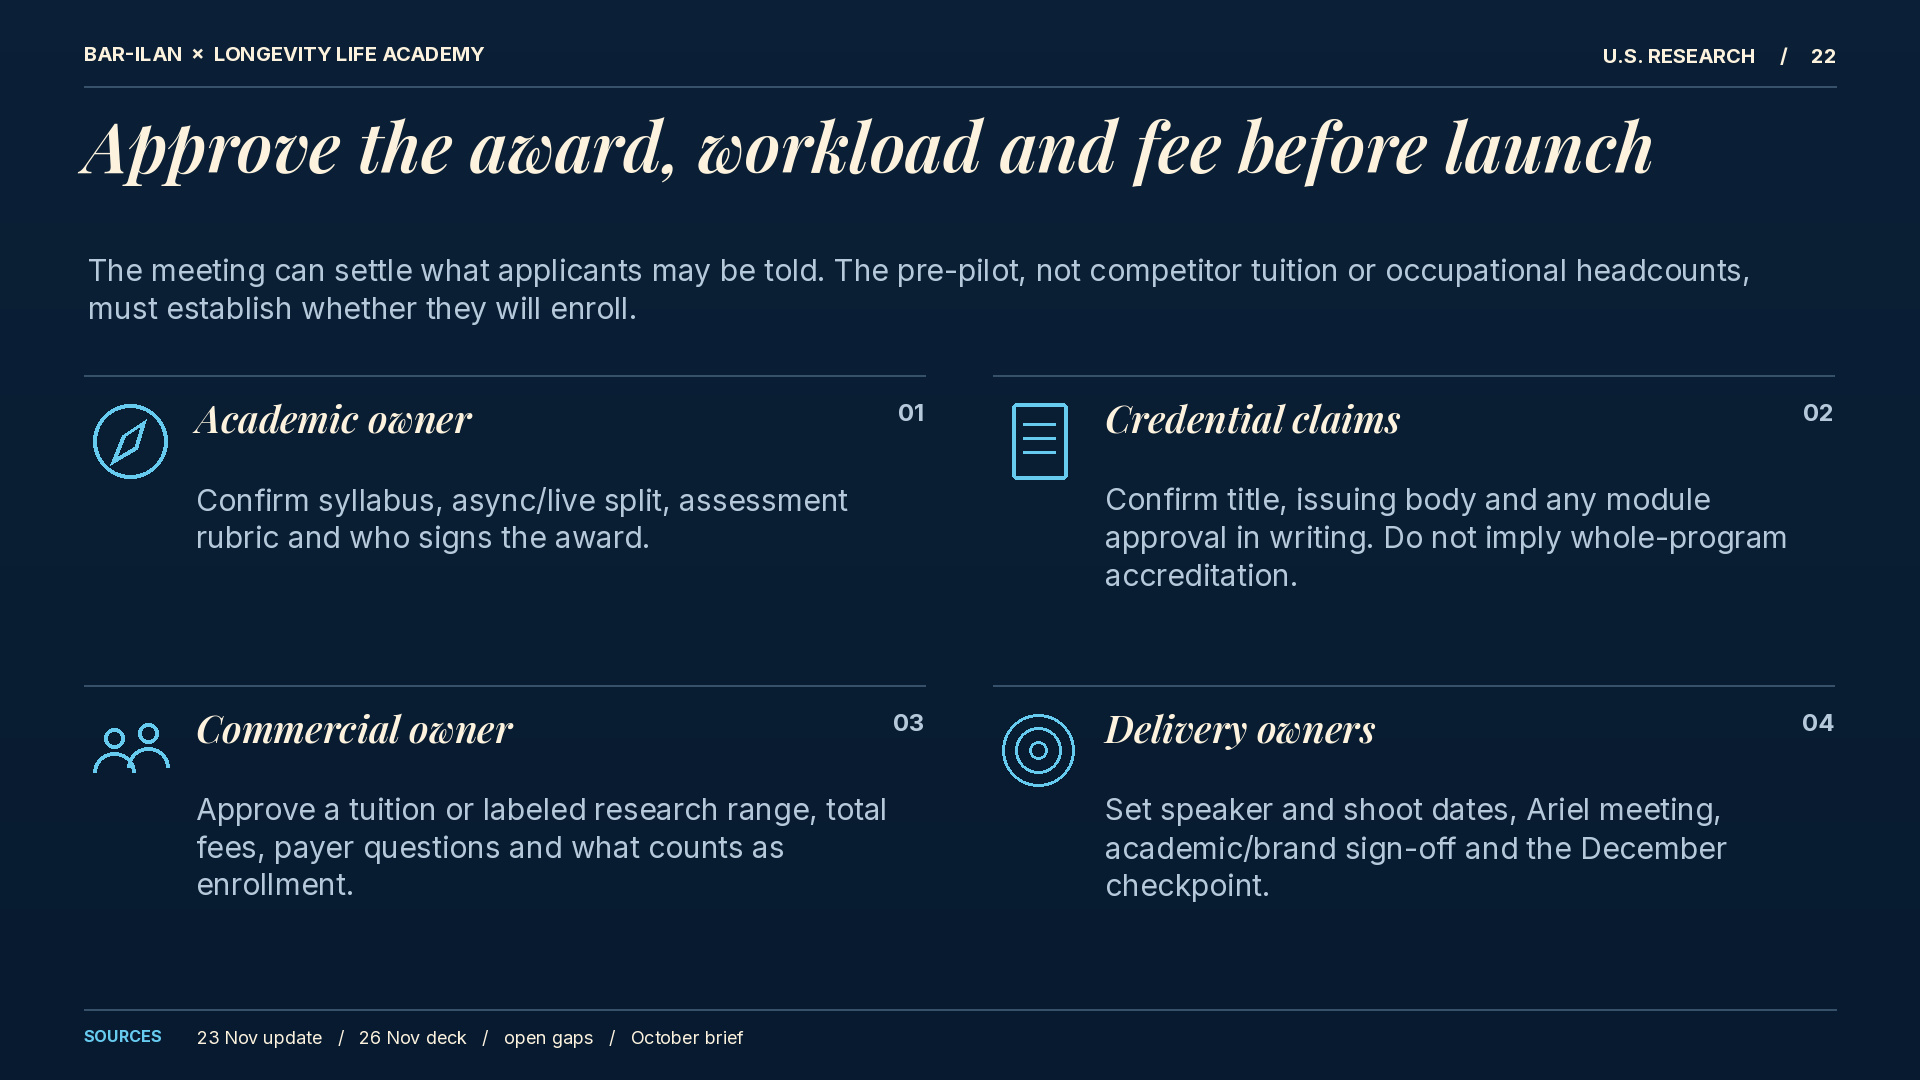 BAR-ILAN × LONGEVITY LIFE ACADEMY
U.S. RESEARCH / 22
Approve the award, workload and fee before launch
The meeting can settle what applicants may be told. The pre-pilot, not competitor tuition or occupational headcounts,
must establish whether they will enroll.
Academic owner
01
Confirm syllabus, async/live split, assessment
rubric and who signs the award.
Credential claims
02
Confirm title, issuing body and any module
approval in writing. Do not imply whole-program
accreditation.
Commercial owner
03
Approve a tuition or labeled research range, total
fees, payer questions and what counts as
enrollment.
Delivery owners
04
Set speaker and shoot dates, Ariel meeting,
academic/brand sign-off and the December
checkpoint.
SOURCES 23 Nov update / 26 Nov deck / open gaps / October brief